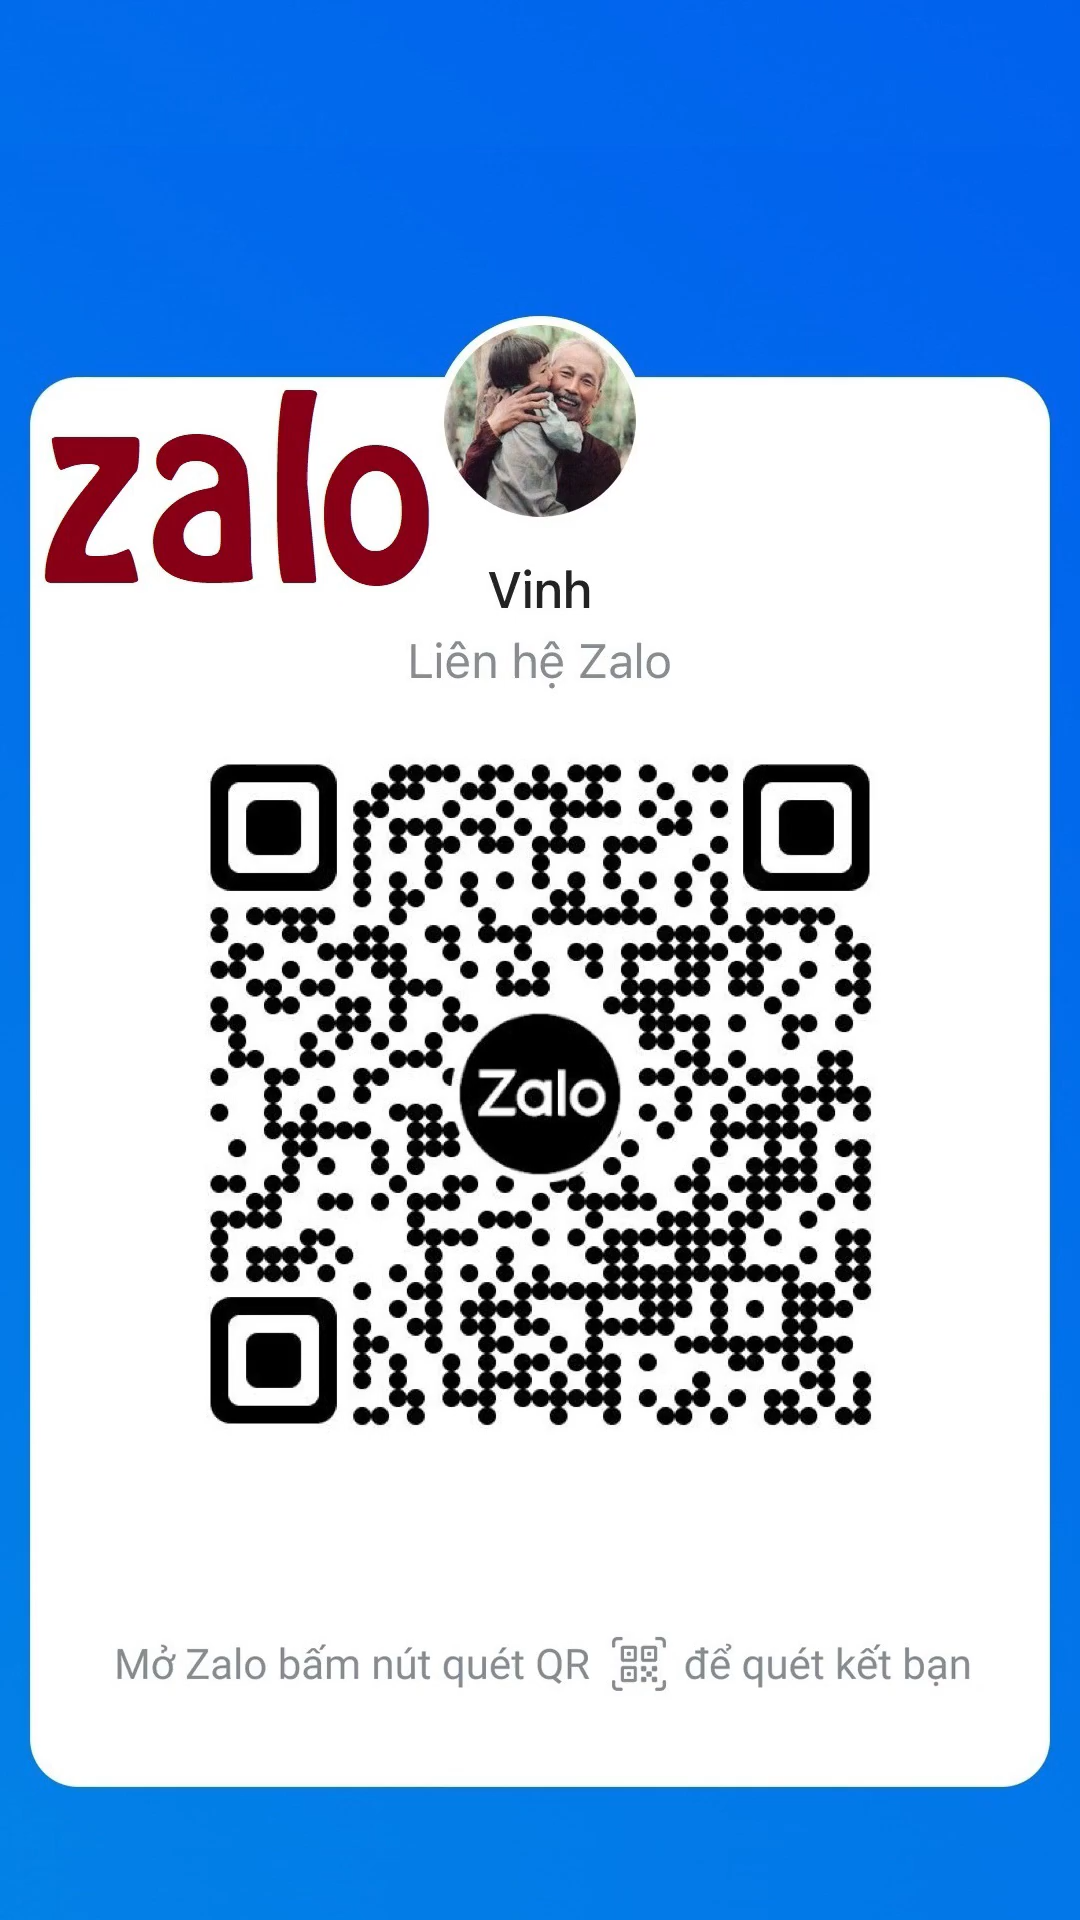 zalo
Vinh
Liên hệ Zalo
Zalo
Mở Zalo bấm nút quét QR để quét kết bạn